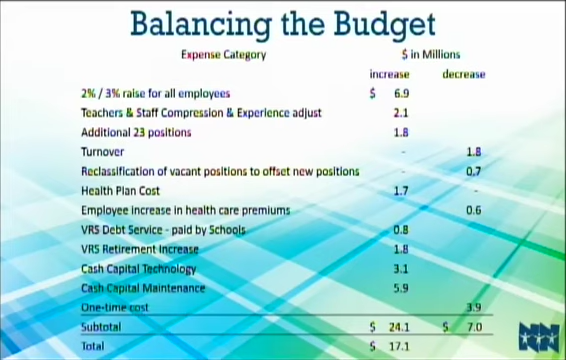 Balancing the Budget
Expense Category $ in Millions
increase decrease
2% / 3% raise for all employees $ 6.9
Teachers & Staff Compression & Experience adjust 2.1
Additional 23 positions 1.8
Turnover - 1.8
Reclassification of vacant positions to offset new positions - 0.7
Health Plan Cost 1.7 -
Employee increase in health care premiums 0.6
VRS Debt Service - paid by Schools 0.8
VRS Retirement Increase 1.8
Cash Capital Technology 3.1
Cash Capital Maintenance 5.9
One-time cost 3.9
Subtotal $ 24.1 $ 7.0
Total $ 17.1
NN